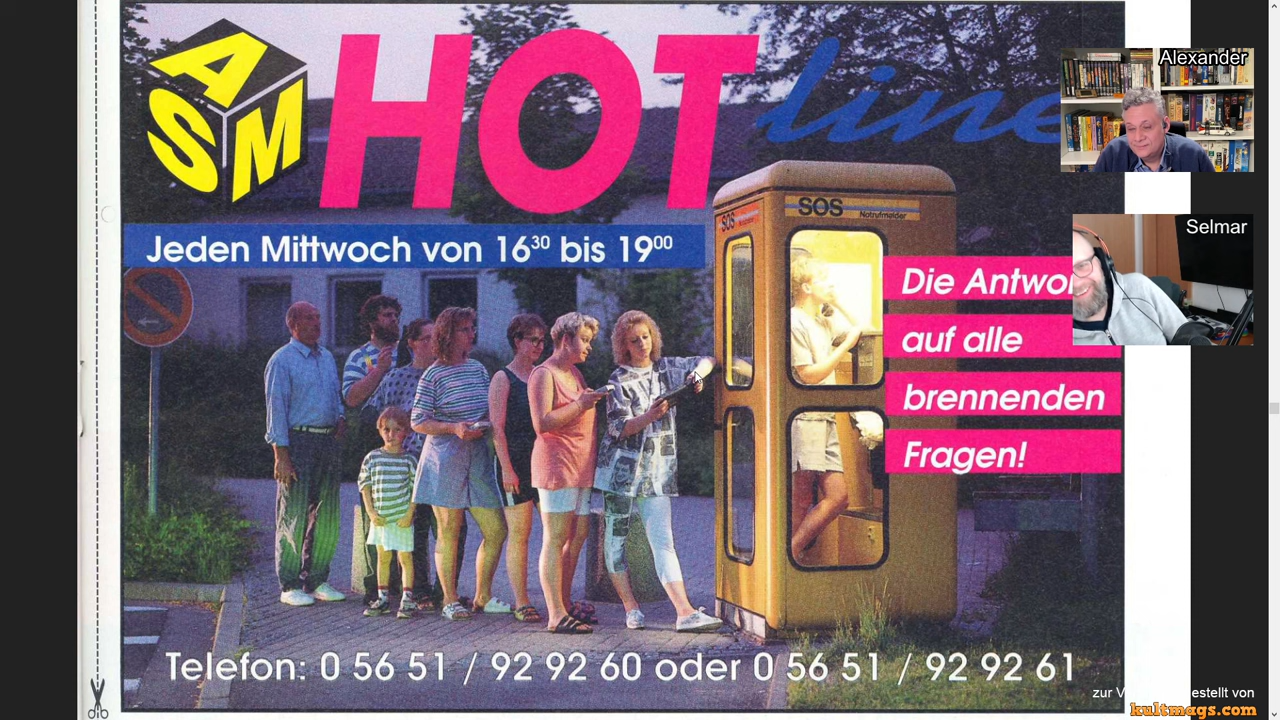 ASM
HOT
line
Alexander
Selmar
Jeden Mittwoch von 16³⁰ bis 19⁰⁰
SOS
SOS
Notrufmelder
Die Antwo
auf alle
brennenden
Fragen!
Telefon: 0 56 51 / 92 92 60 oder 0 56 51 / 92 92 61
zur V estellt von
kultmags.com